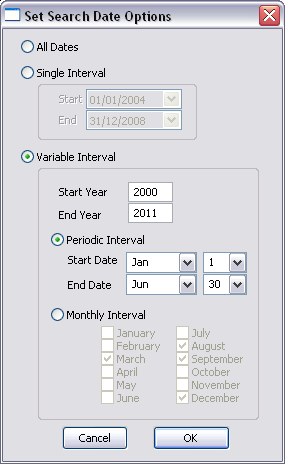 Set Search Date Options
All Dates
Single Interval
Start 01/01/2004
End 31/12/2008
Variable Interval
Start Year 2000
End Year 2011
Periodic Interval
Start Date Jan 1
End Date Jun 30
Monthly Interval
January July
February August
March September
April October
May November
June December
Cancel OK